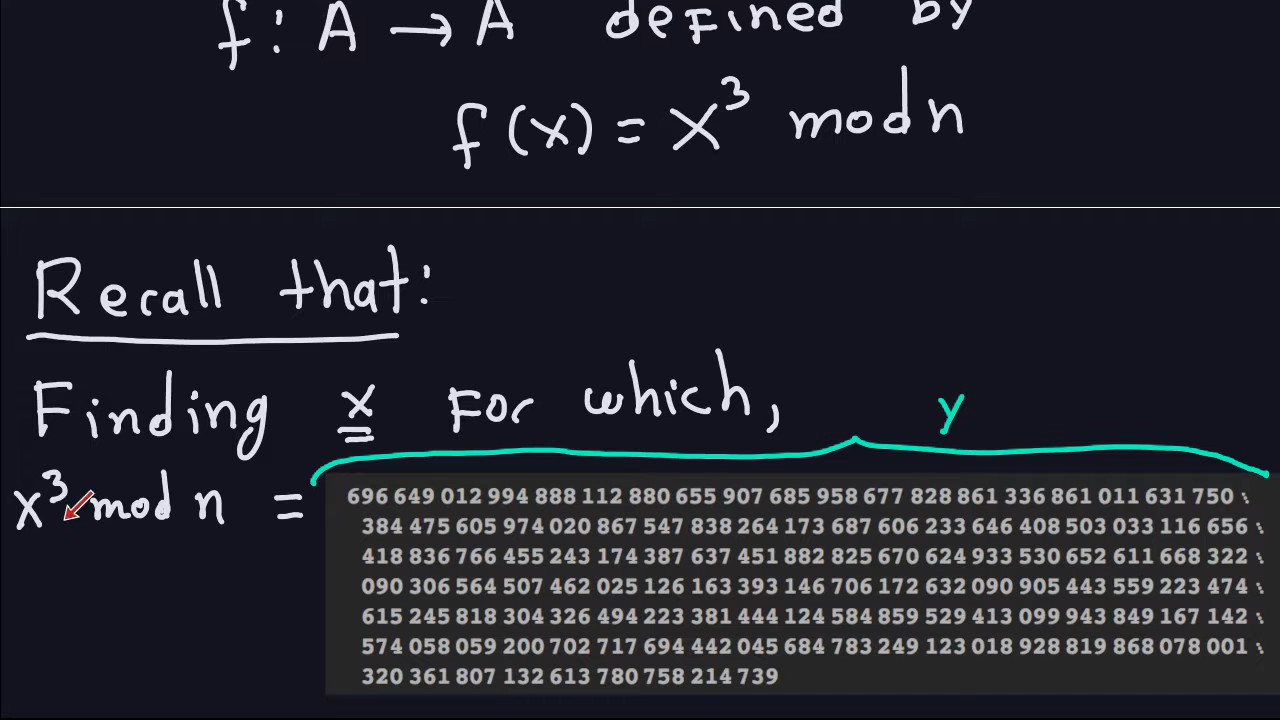 f: A → A defined by
f(x) = x³ mod n
Recall that:
Finding x For which,
y
x³ mod n =
696 649 012 994 888 112 880 655 907 685 958 677 828 861 336 861 011 631 750 \
384 475 605 974 020 867 547 838 264 173 687 606 233 646 408 503 033 116 656 \
418 836 766 455 243 174 387 637 451 882 825 670 624 933 530 652 611 668 322 \
090 306 564 507 462 025 126 163 393 146 706 172 632 090 905 443 559 223 474 \
615 245 818 304 326 494 223 381 444 124 584 859 529 413 099 943 849 167 142 \
574 058 059 200 702 717 694 442 045 684 783 249 123 018 928 819 868 078 001 \
320 361 807 132 613 780 758 214 739